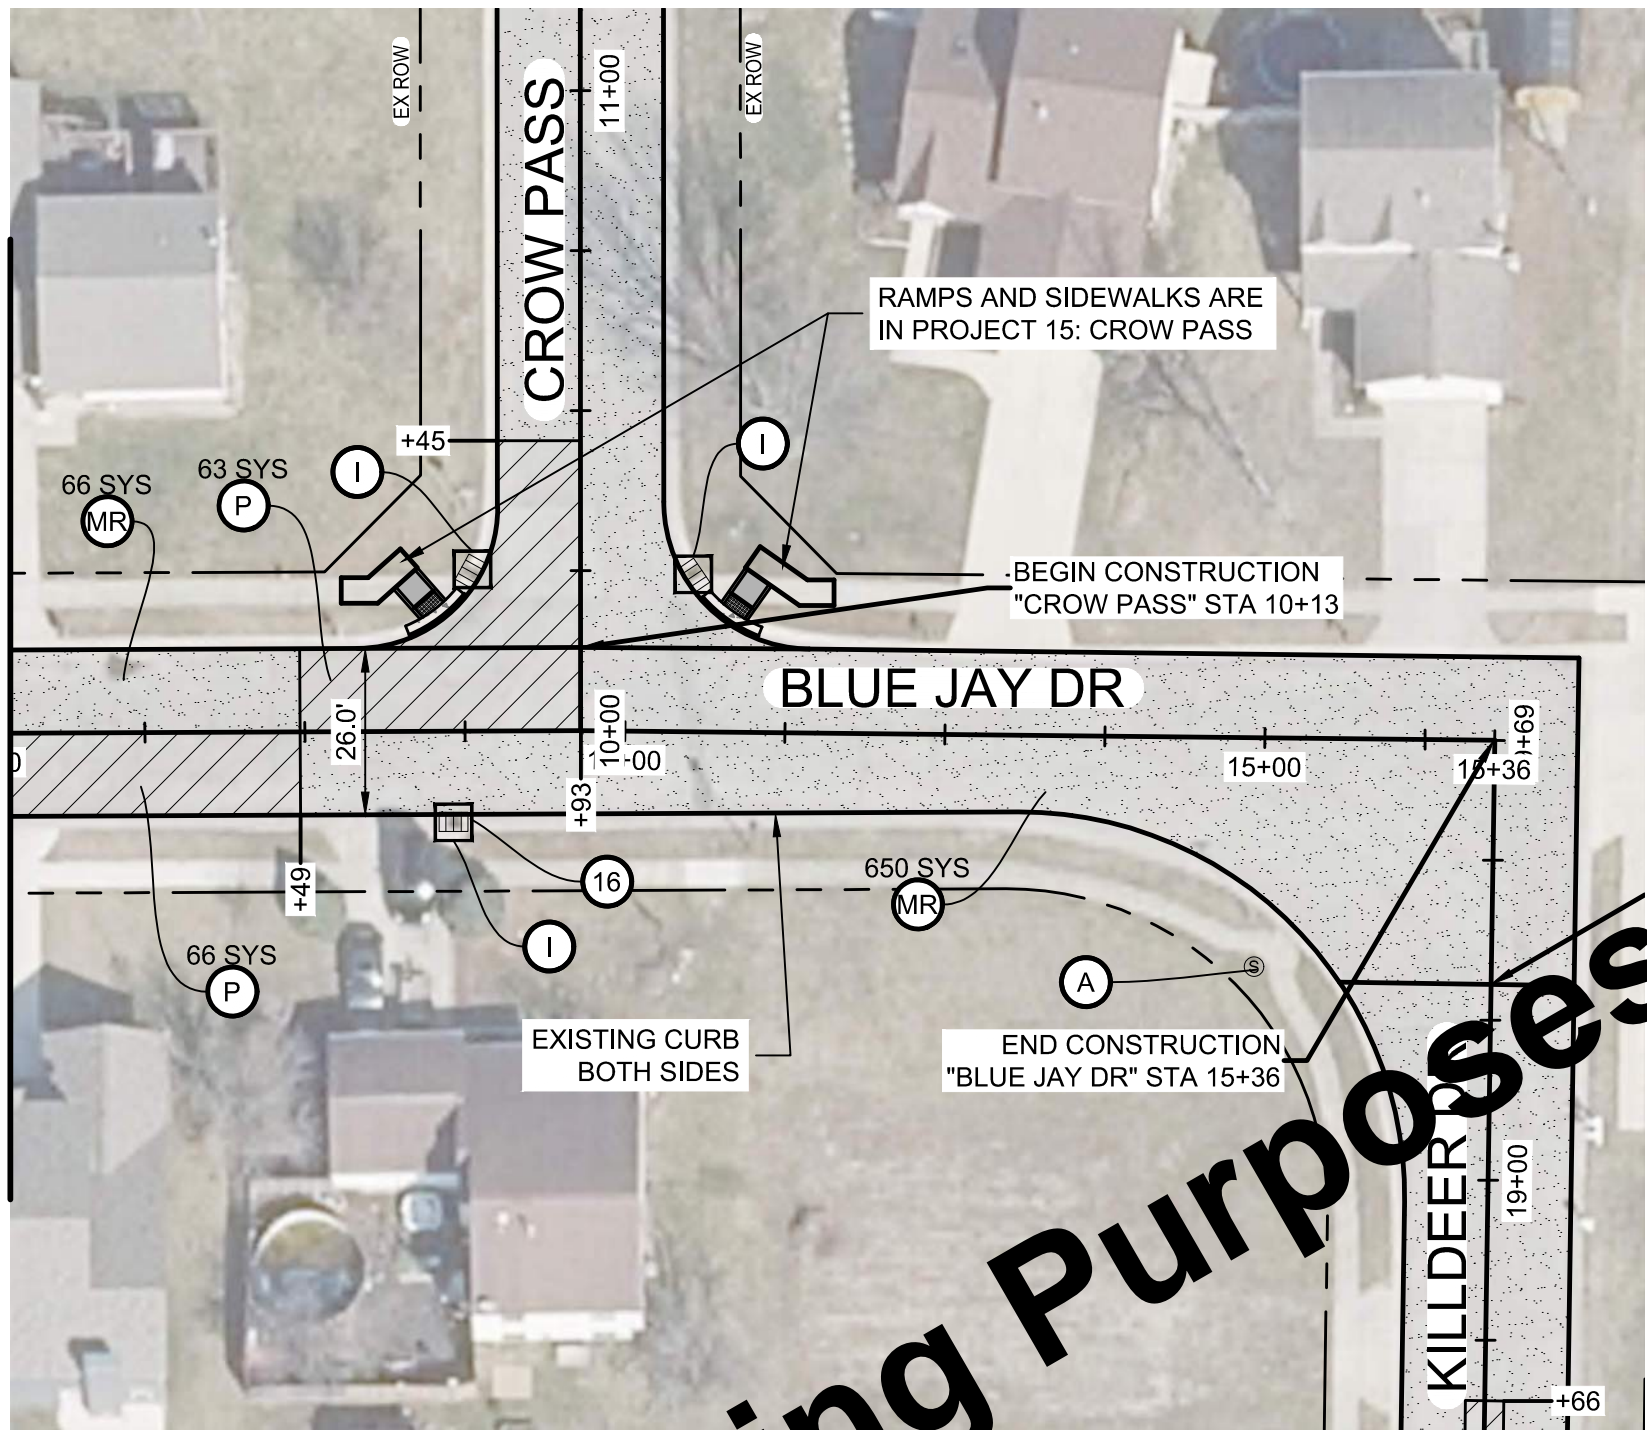 EX ROW
CROW PASS
11+00
EX ROW
RAMPS AND SIDEWALKS ARE
IN PROJECT 15: CROW PASS
+45
I
I
66 SYS
MR
63 SYS
P
BEGIN CONSTRUCTION
"CROW PASS" STA 10+13
BLUE JAY DR
26.0'
10+00
+00
15+00
15+36
+69
0
+93
+49
16
I
650 SYS
MR
66 SYS
P
A
S
EXISTING CURB
BOTH SIDES
END CONSTRUCTION
"BLUE JAY DR" STA 15+36
KILLDEER
19+00
+66
ing Purposes